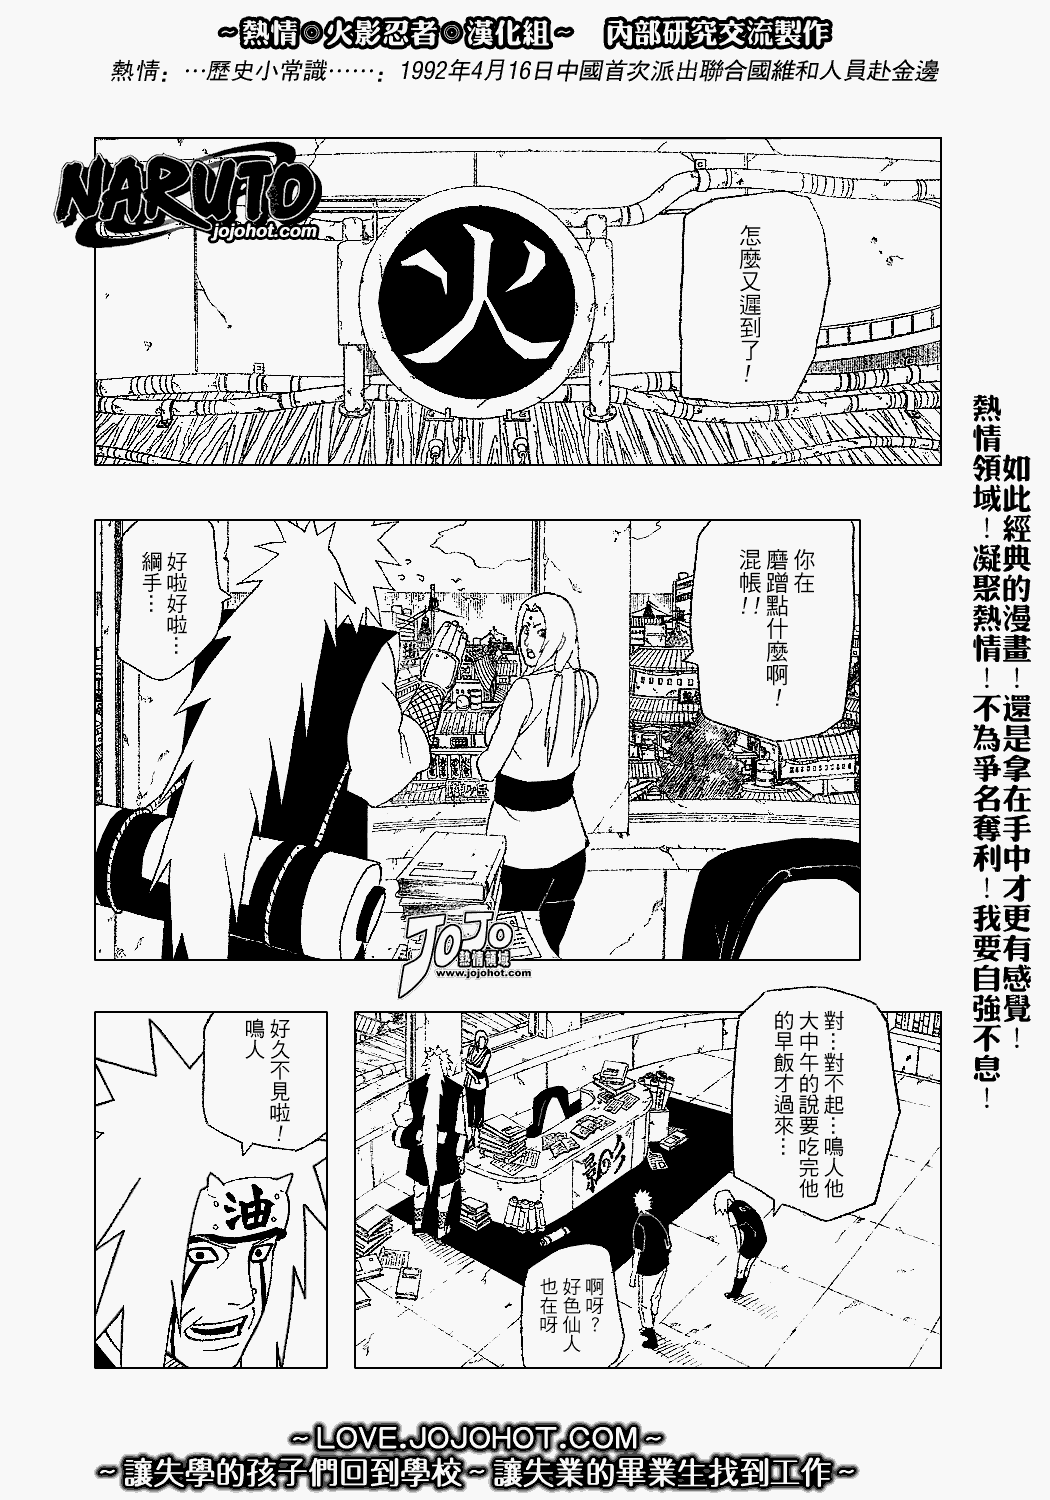 ~熱情◎火影忍者◎漢化組~ 內部研究交流製作
熱情：…歷史小常識……：1992年4月16日中國首次派出聯合國維和人員赴金邊
NARUTO
jojohot.com
火
怎麼又遲到了！
你在
磨蹭點什麼啊！
混帳！！
好啦好啦…
綱手…
JOJO
熱情領域
www.jojohot.com
對…對不起…鳴人他
大中午的說要吃完他
的早飯才過來…
啊呀？
好色仙人
也在呀
好久不見啦！
鳴人
油
如此經典的漫畫！還是拿在手中才更有感覺！
熱情領域！凝聚熱情！不為爭名奪利！我要自強不息！
~LOVE.JOJOHOT.COM~
~讓失學的孩子們回到學校~讓失業的畢業生找到工作~